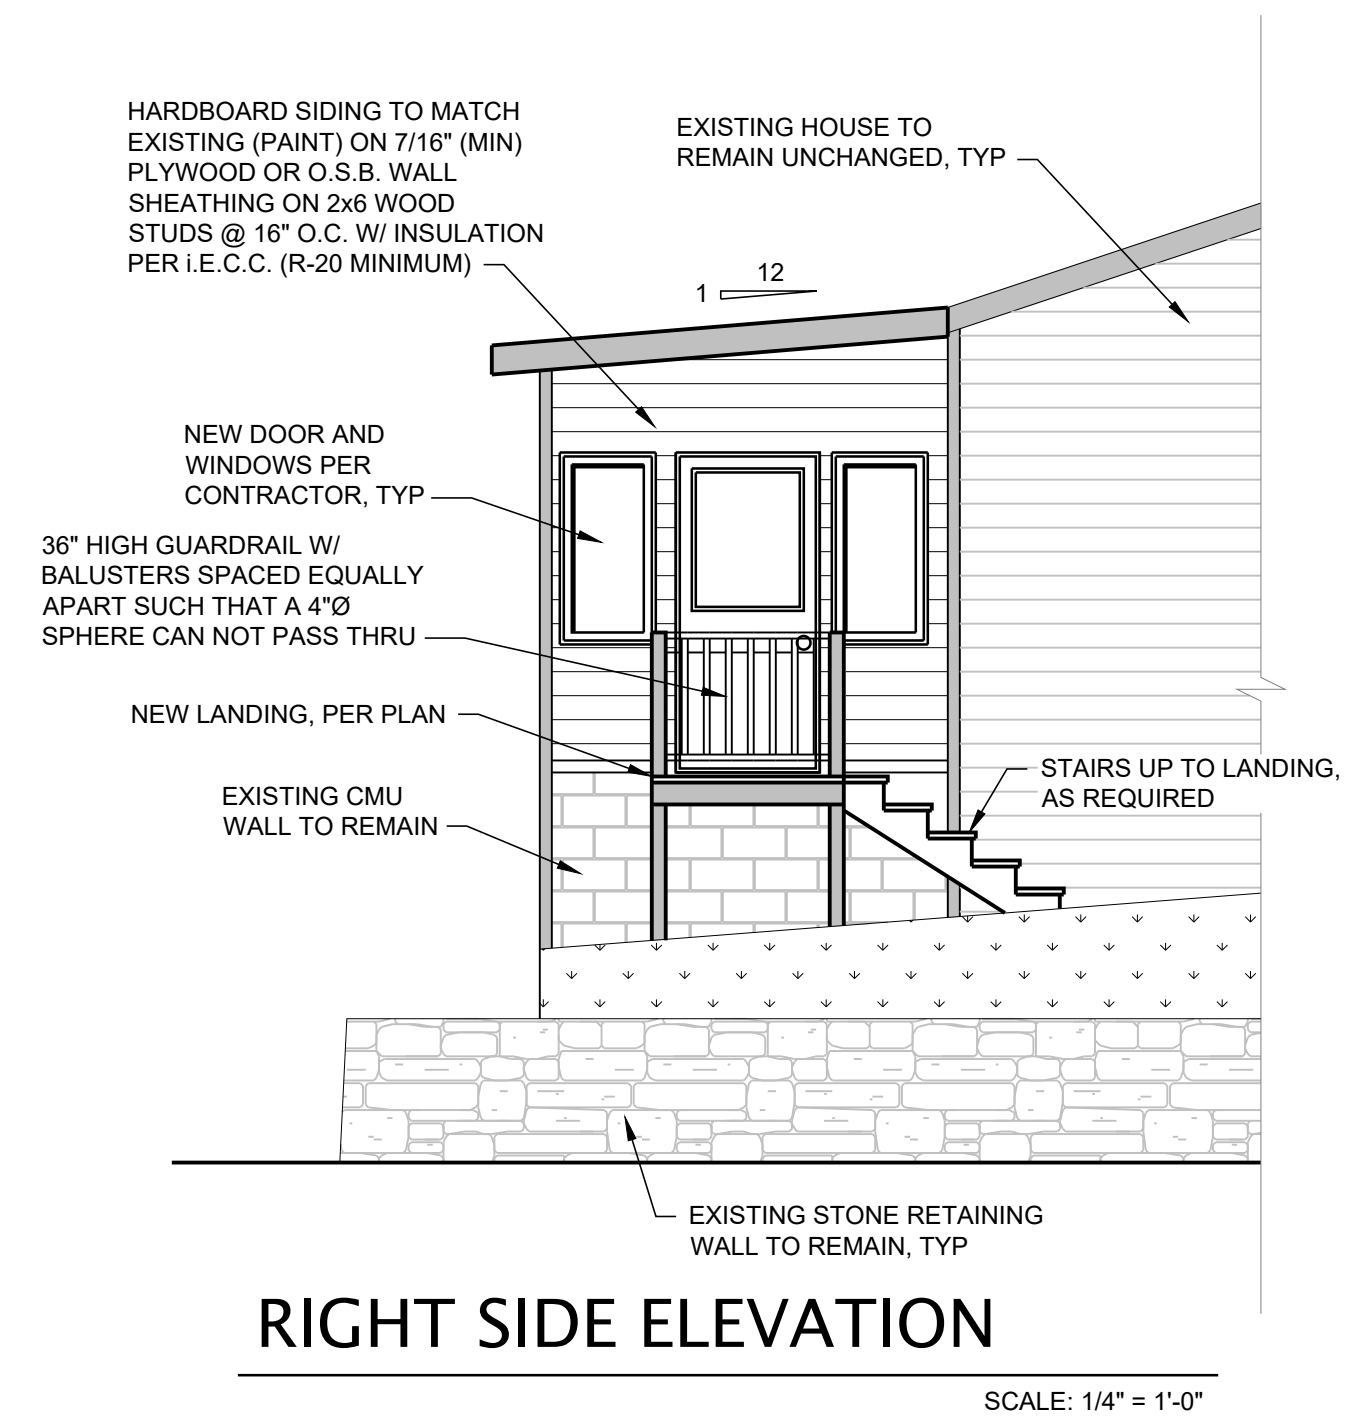 HARDBOARD SIDING TO MATCH
EXISTING (PAINT) ON 7/16" (MIN)
PLYWOOD OR O.S.B. WALL
SHEATHING ON 2x6 WOOD
STUDS @ 16" O.C. W/ INSULATION
PER i.E.C.C. (R-20 MINIMUM)
EXISTING HOUSE TO
REMAIN UNCHANGED, TYP
12
1
NEW DOOR AND
WINDOWS PER
CONTRACTOR, TYP
36" HIGH GUARDRAIL W/
BALUSTERS SPACED EQUALLY
APART SUCH THAT A 4"Ø
SPHERE CAN NOT PASS THRU
NEW LANDING, PER PLAN
STAIRS UP TO LANDING,
AS REQUIRED
EXISTING CMU
WALL TO REMAIN
EXISTING STONE RETAINING
WALL TO REMAIN, TYP
RIGHT SIDE ELEVATION
SCALE: 1/4" = 1'-0"